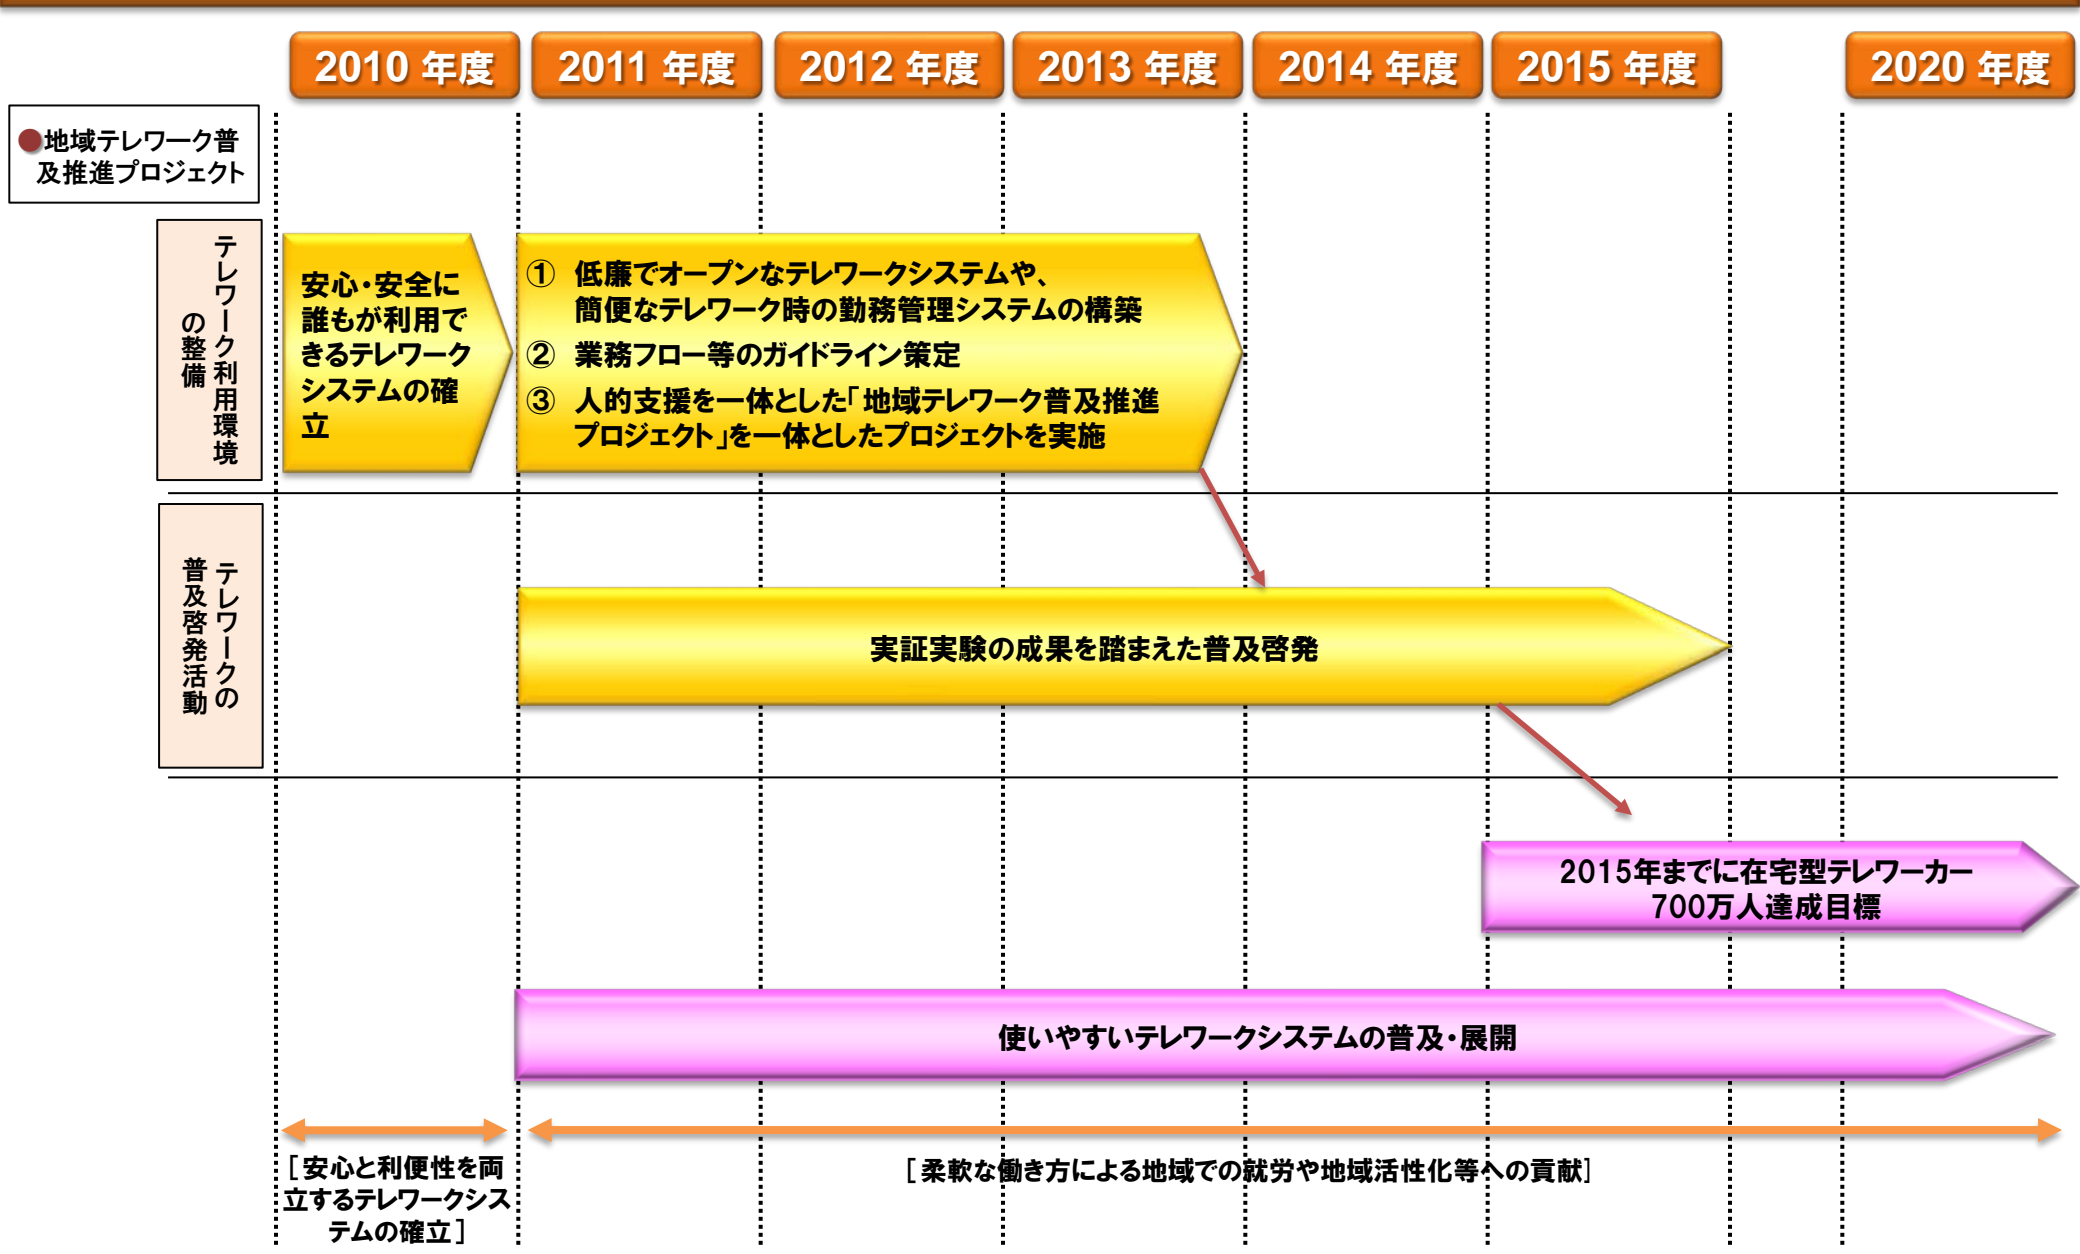 2010 年度
2011 年度
2012 年度
2013 年度
2014 年度
2015 年度
2020 年度
●地域テレワーク普
及推進プロジェクト
テレワーク利用環境
の整備
安心・安全に
誰もが利用で
きるテレワーク
システムの確
立
① 低廉でオープンなテレワークシステムや、
簡便なテレワーク時の勤務管理システムの構築
② 業務フロー等のガイドライン策定
③ 人的支援を一体とした「地域テレワーク普及推進
プロジェクト」を一体としたプロジェクトを実施
テレワークの
普及啓発活動
実証実験の成果を踏まえた普及啓発
2015年までに在宅型テレワーカー
700万人達成目標
使いやすいテレワークシステムの普及・展開
[安心と利便性を両
立するテレワークシス
テムの確立]
[柔軟な働き方による地域での就労や地域活性化等への貢献]